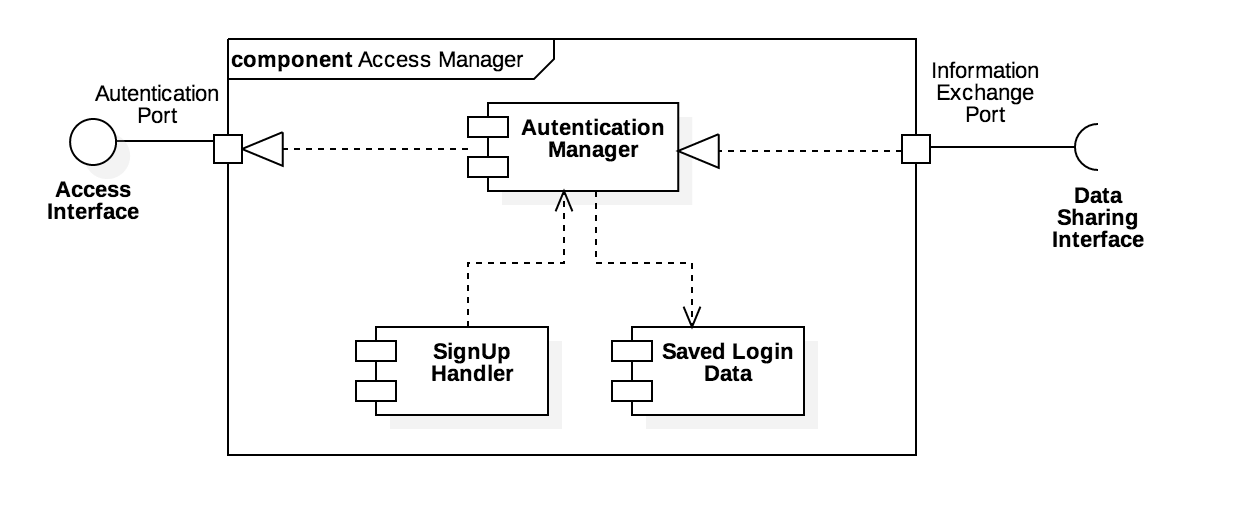 component Access Manager
Autentication
Port
Access
Interface
Autentication
Manager
Information
Exchange
Port
Data
Sharing
Interface
SignUp
Handler
Saved Login
Data